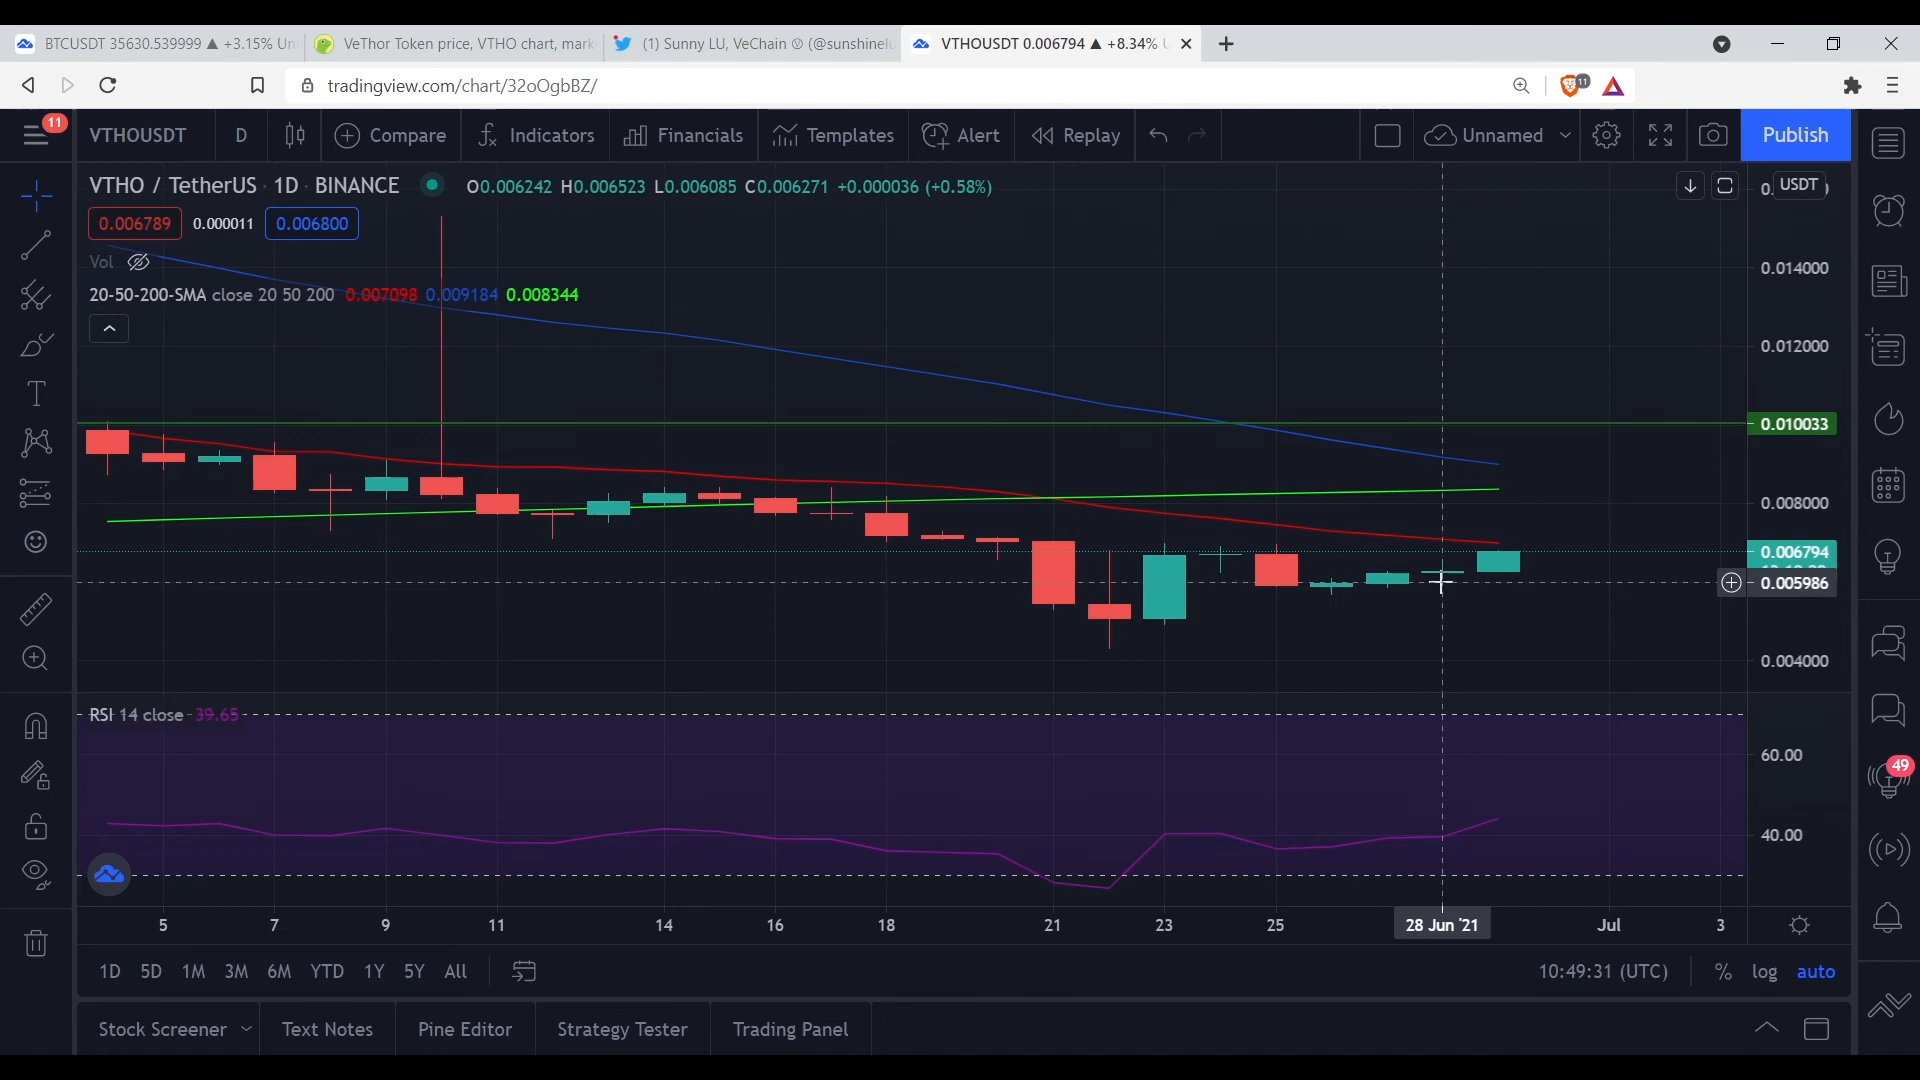 BTCUSDT 35630.539999 ▲ +3.15% Un
VeThor Token price, VTHO chart, mark
(1) Sunny LU, VeChain Ⓥ (@sunshinelu
VTHOUSDT 0.006794 ▲ +8.34% U
tradingview.com/chart/32oOgbBZ/
11
11
VTHOUSDT
D
Compare
Indicators
Financials
Templates
Alert
Replay
Unnamed
Publish
VTHO / TetherUS · 1D · BINANCE
O0.006242 H0.006523 L0.006085 C0.006271 +0.000036 (+0.58%)
USDT
0.006789
0.000011
0.006800
Vol
20-50-200-SMA close 20 50 200 0.007098 0.009184 0.008344
0.014000
0.012000
0.010033
0.008000
0.006794
0.005986
0.004000
RSI 14 close 39.65
60.00
40.00
49
5 7 9 11 14 16 18 21 23 25 28 Jun '21 Jul 3
1D 5D 1M 3M 6M YTD 1Y 5Y All
10:49:31 (UTC)
% log auto
Stock Screener
Text Notes
Pine Editor
Strategy Tester
Trading Panel